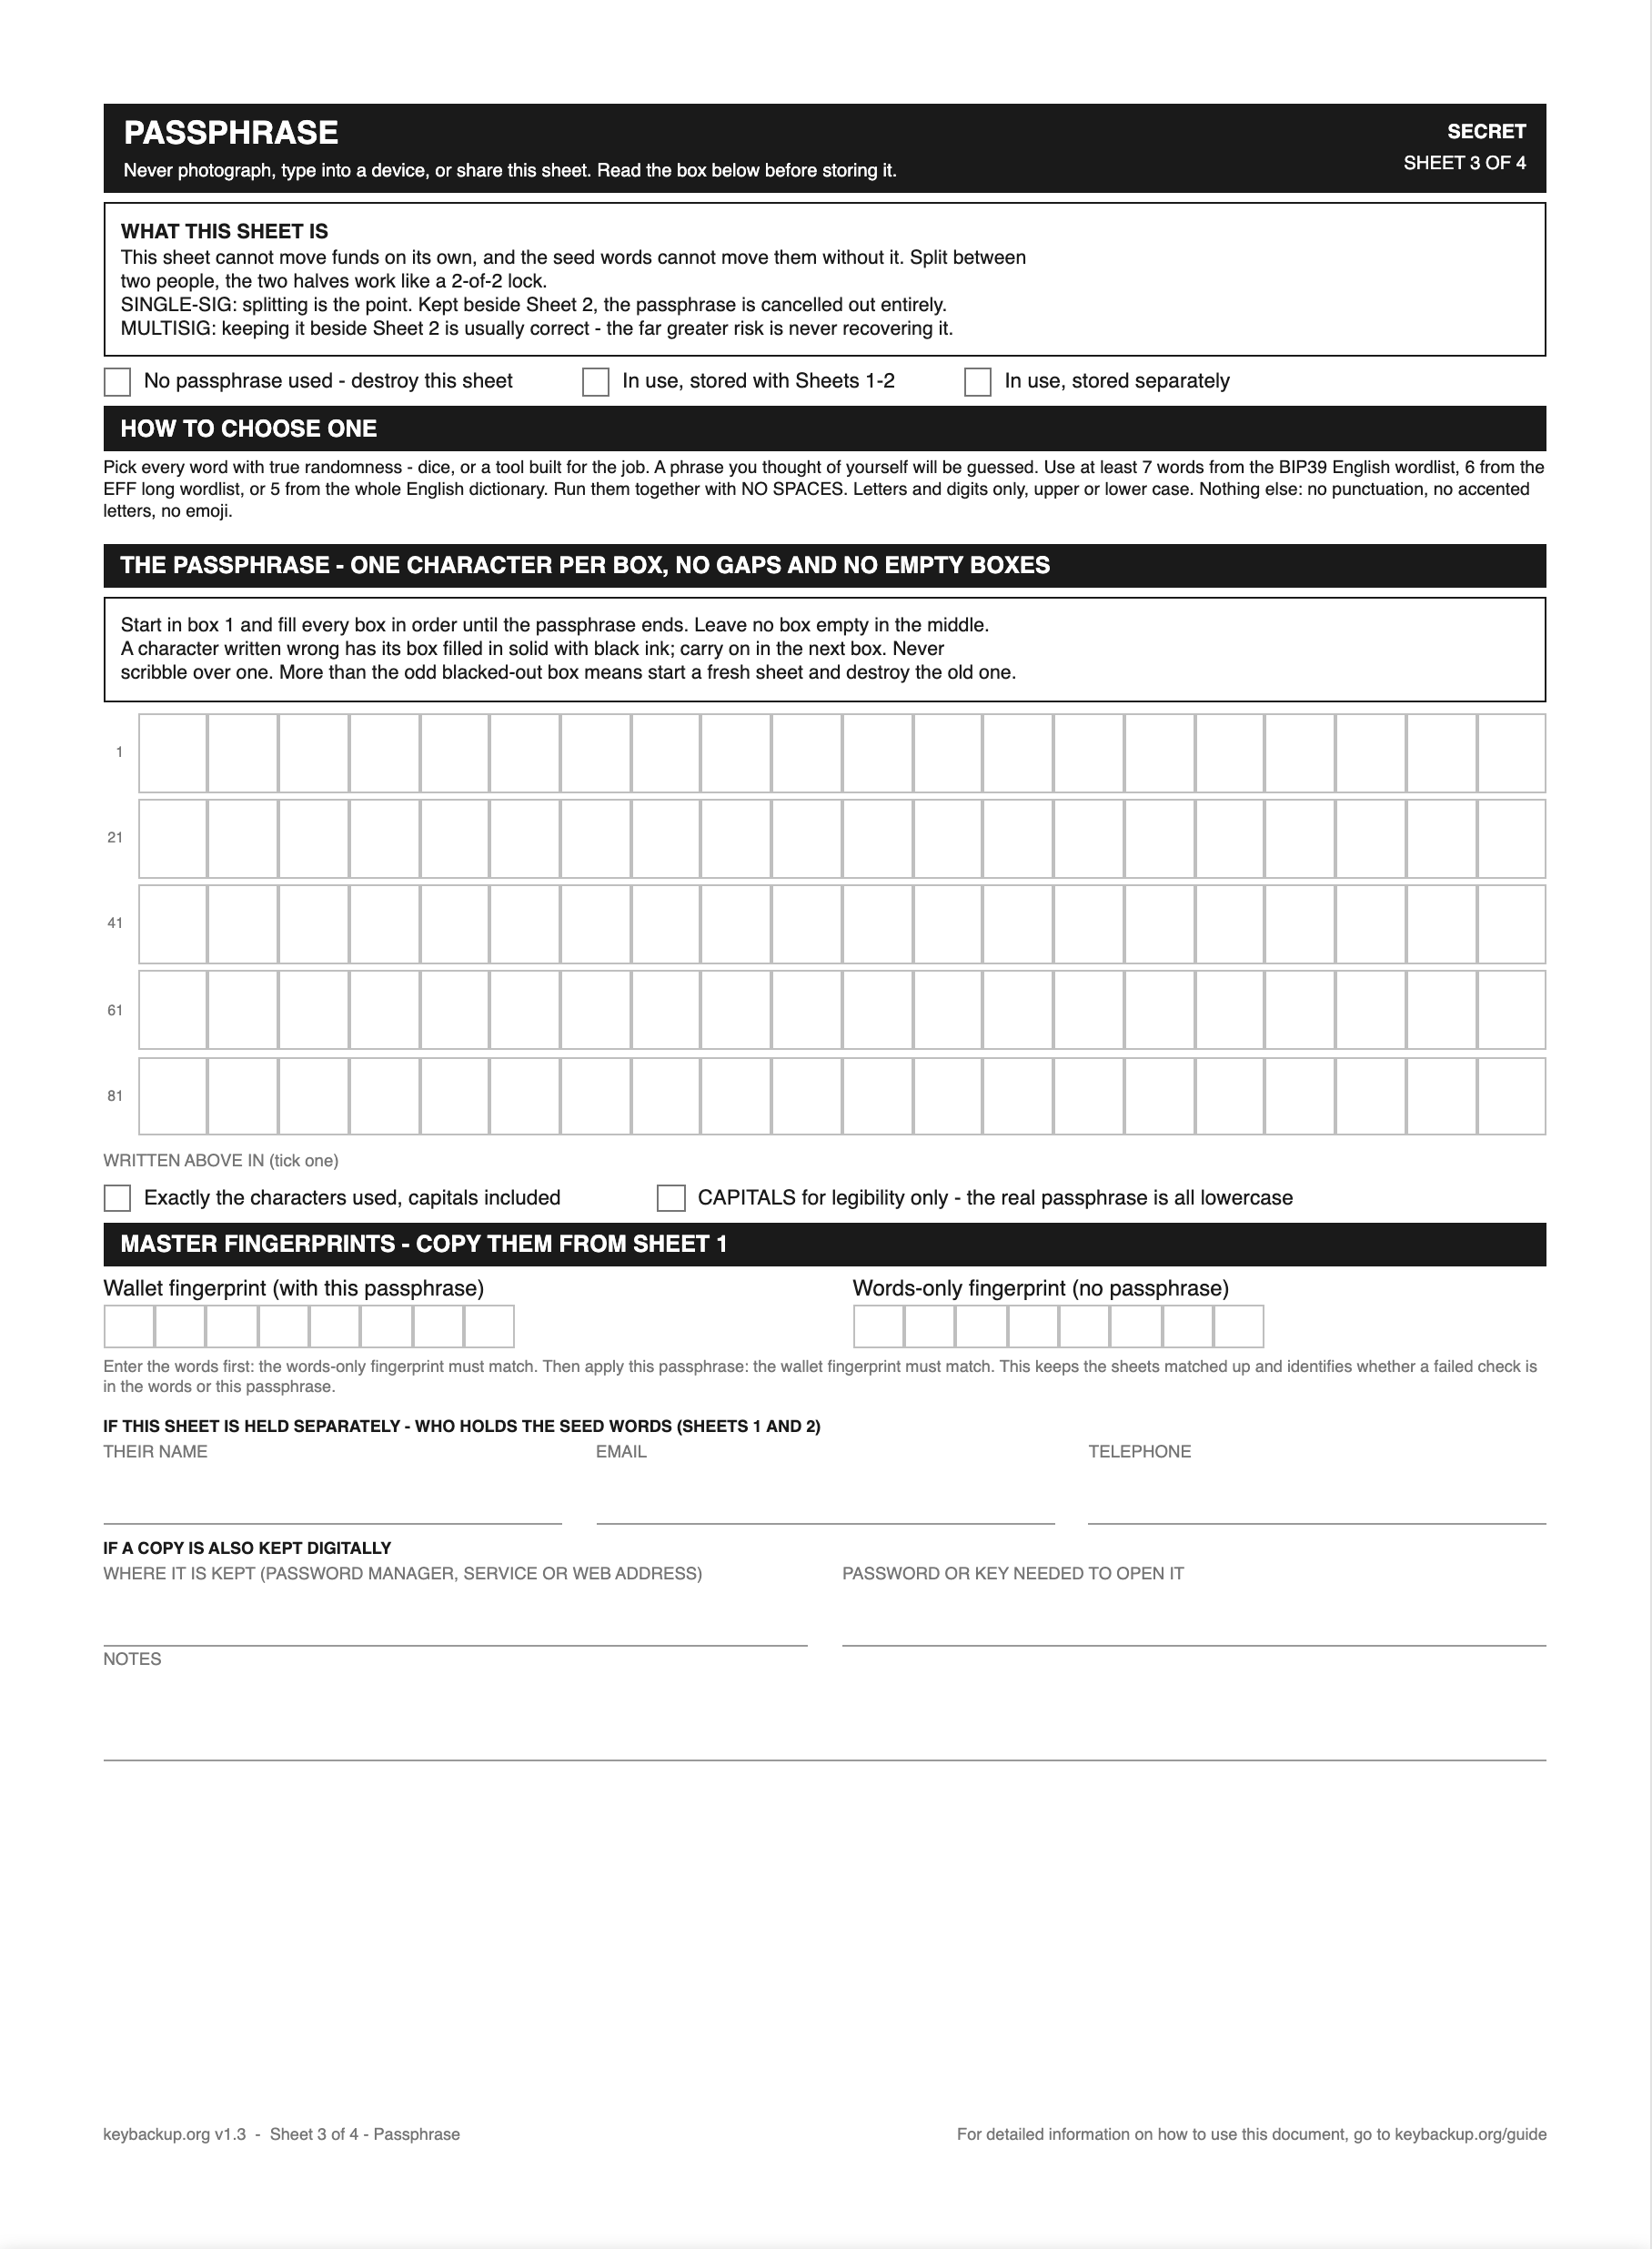 PASSPHRASE
SECRET
Never photograph, type into a device, or share this sheet. Read the box below before storing it.
SHEET 3 OF 4
WHAT THIS SHEET IS
This sheet cannot move funds on its own, and the seed words cannot move them without it. Split between
two people, the two halves work like a 2-of-2 lock.
SINGLE-SIG: splitting is the point. Kept beside Sheet 2, the passphrase is cancelled out entirely.
MULTISIG: keeping it beside Sheet 2 is usually correct - the far greater risk is never recovering it.
No passphrase used - destroy this sheet
In use, stored with Sheets 1-2
In use, stored separately
HOW TO CHOOSE ONE
Pick every word with true randomness - dice, or a tool built for the job. A phrase you thought of yourself will be guessed. Use at least 7 words from the BIP39 English wordlist, 6 from the
EFF long wordlist, or 5 from the whole English dictionary. Run them together with NO SPACES. Letters and digits only, upper or lower case. Nothing else: no punctuation, no accented
letters, no emoji.
THE PASSPHRASE - ONE CHARACTER PER BOX, NO GAPS AND NO EMPTY BOXES
Start in box 1 and fill every box in order until the passphrase ends. Leave no box empty in the middle.
A character written wrong has its box filled in solid with black ink; carry on in the next box. Never
scribble over one. More than the odd blacked-out box means start a fresh sheet and destroy the old one.
1
21
41
61
81
WRITTEN ABOVE IN (tick one)
Exactly the characters used, capitals included
CAPITALS for legibility only - the real passphrase is all lowercase
MASTER FINGERPRINTS - COPY THEM FROM SHEET 1
Wallet fingerprint (with this passphrase)
Words-only fingerprint (no passphrase)
Enter the words first: the words-only fingerprint must match. Then apply this passphrase: the wallet fingerprint must match. This keeps the sheets matched up and identifies whether a failed check is
in the words or this passphrase.
IF THIS SHEET IS HELD SEPARATELY - WHO HOLDS THE SEED WORDS (SHEETS 1 AND 2)
THEIR NAME
EMAIL
TELEPHONE
IF A COPY IS ALSO KEPT DIGITALLY
WHERE IT IS KEPT (PASSWORD MANAGER, SERVICE OR WEB ADDRESS)
PASSWORD OR KEY NEEDED TO OPEN IT
NOTES
keybackup.org v1.3 - Sheet 3 of 4 - Passphrase
For detailed information on how to use this document, go to keybackup.org/guide